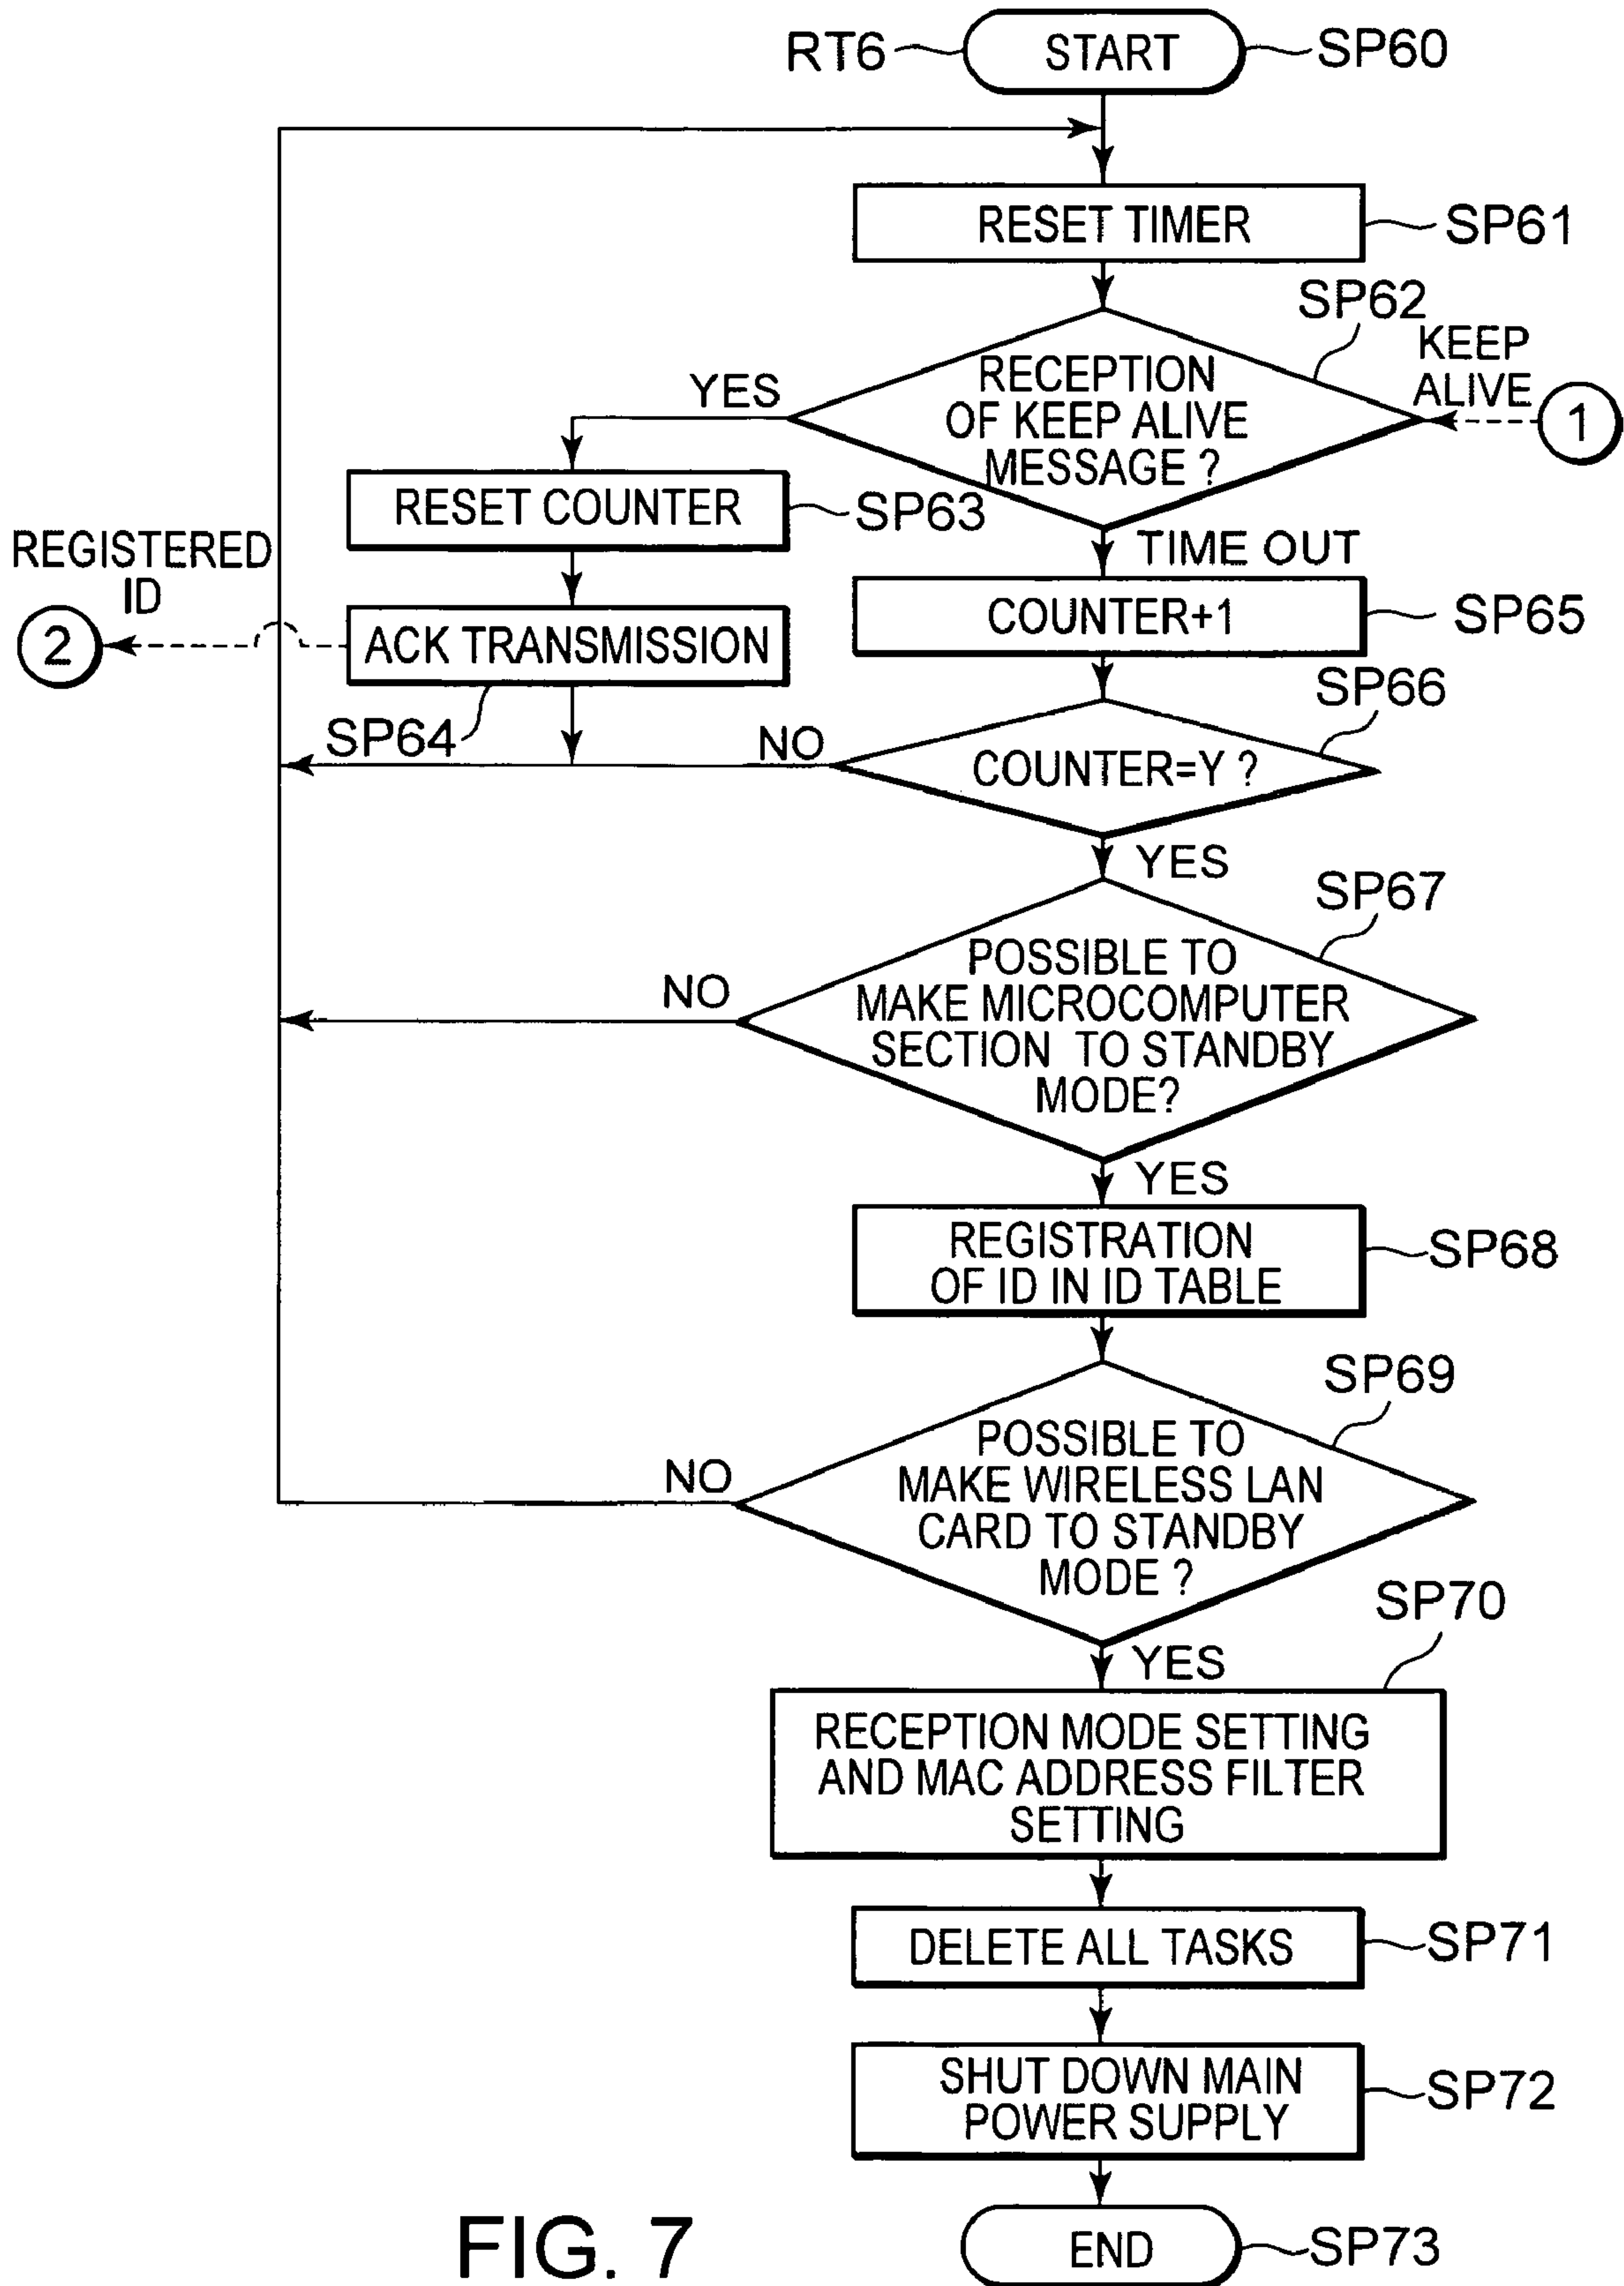 RT6
START
SP60
RESET TIMER
SP61
SP62
KEEP
ALIVE
1
RECEPTION
OF KEEP ALIVE
MESSAGE ?
YES
RESET COUNTER
SP63
TIME OUT
REGISTERED
ID
2
ACK TRANSMISSION
SP64
COUNTER+1
SP65
SP66
COUNTER=Y ?
NO
YES
SP67
POSSIBLE TO
MAKE MICROCOMPUTER
SECTION TO STANDBY
MODE?
NO
YES
REGISTRATION
OF ID IN ID TABLE
SP68
SP69
POSSIBLE TO
MAKE WIRELESS LAN
CARD TO STANDBY
MODE ?
NO
YES
SP70
RECEPTION MODE SETTING
AND MAC ADDRESS FILTER
SETTING
DELETE ALL TASKS
SP71
SHUT DOWN MAIN
POWER SUPPLY
SP72
END
SP73
FIG. 7